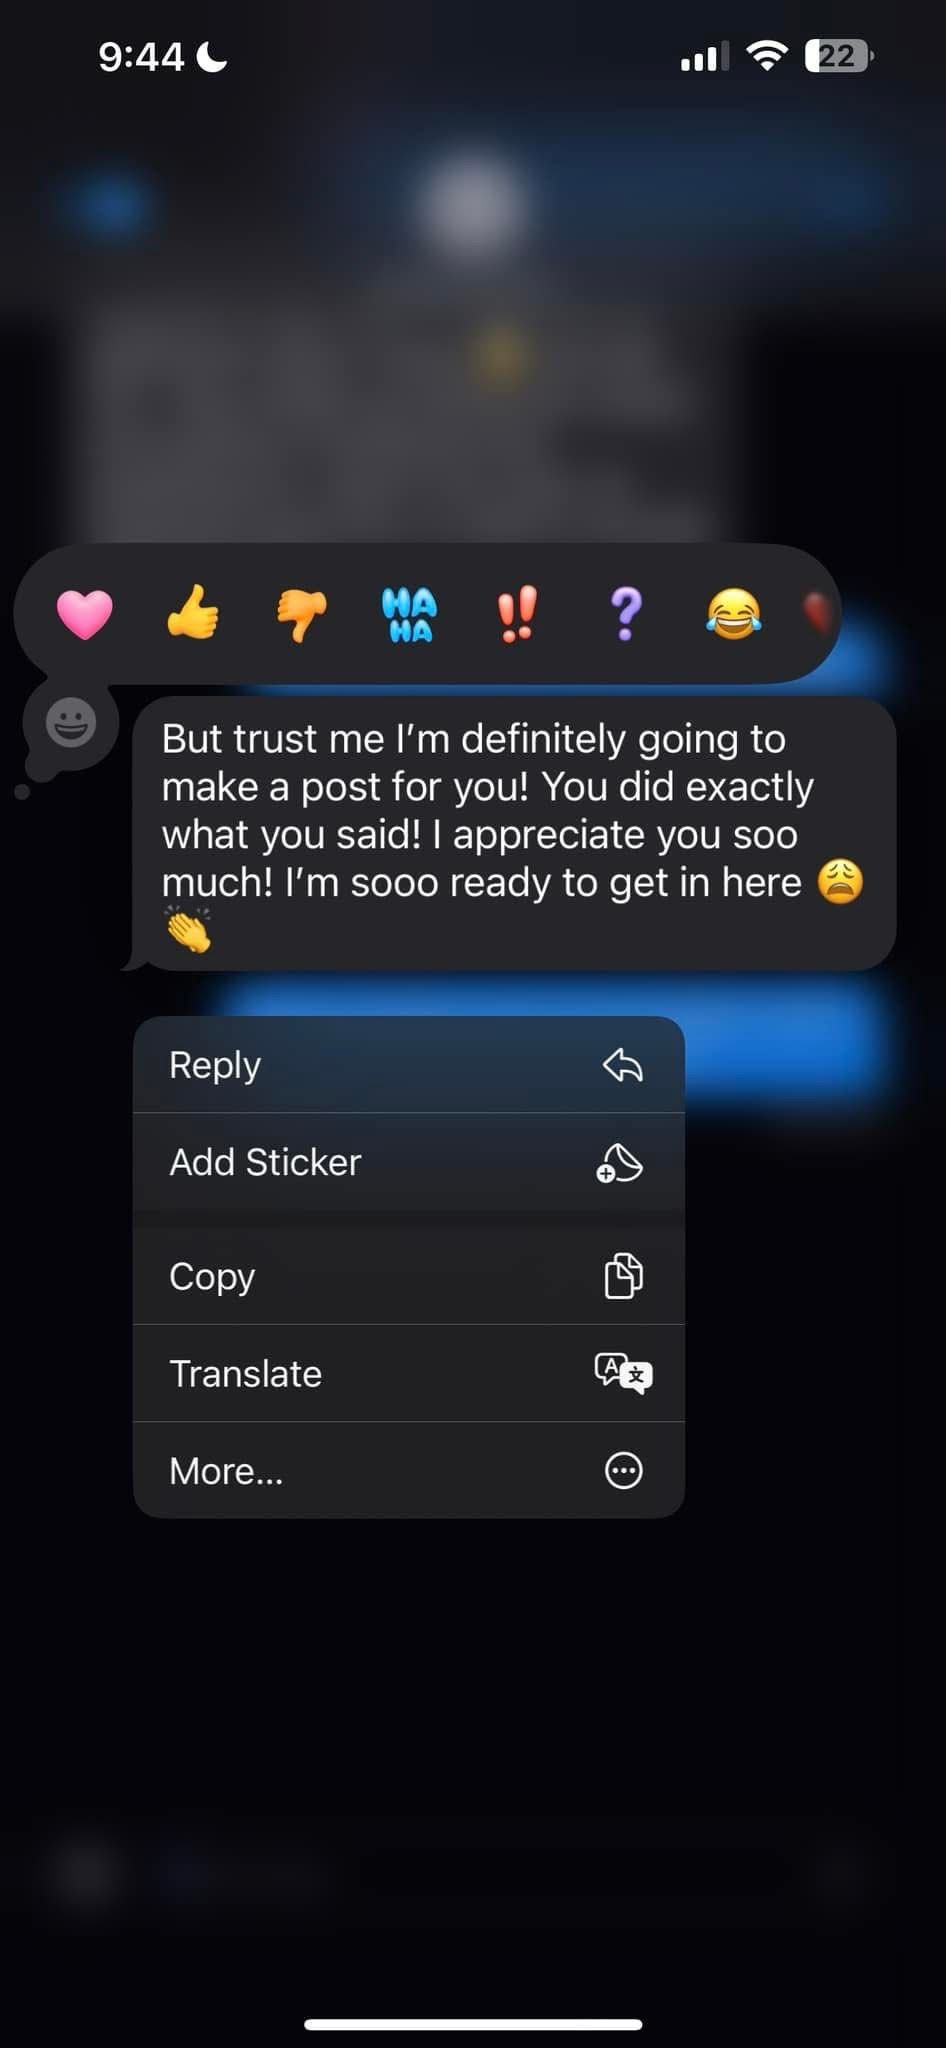 9:44
22
HA
HA
But trust me I’m definitely going to
make a post for you! You did exactly
what you said! I appreciate you soo
much! I’m sooo ready to get in here 😩
👏
Reply
Add Sticker
Copy
Translate
More...